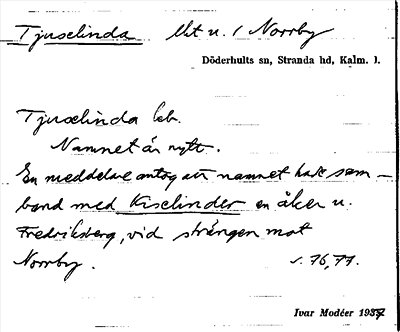 Tjuselinda Ut u. / Norrby
Döderhults sn, Stranda hd, Kalm. l.
Tjuselinda lek.
Namnet är nytt.
En meddelare antog att namnet hade sam-
band med Kiselinder en åker u.
Fredriksberg, vid strängen mot
Norrby. s. 76, 77.
Ivar Modéer 1937